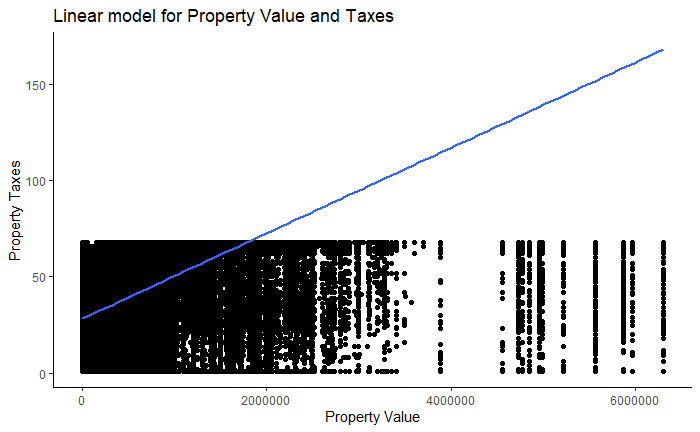 Linear model for Property Value and Taxes
150
100
50
0
Property Taxes
0 2000000 4000000 6000000
Property Value